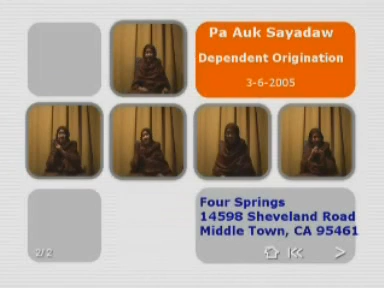 Pa Auk Sayadaw
Dependent Origination
3-6-2005
Four Springs
14598 Sheveland Road
Middle Town, CA 95461
2/2